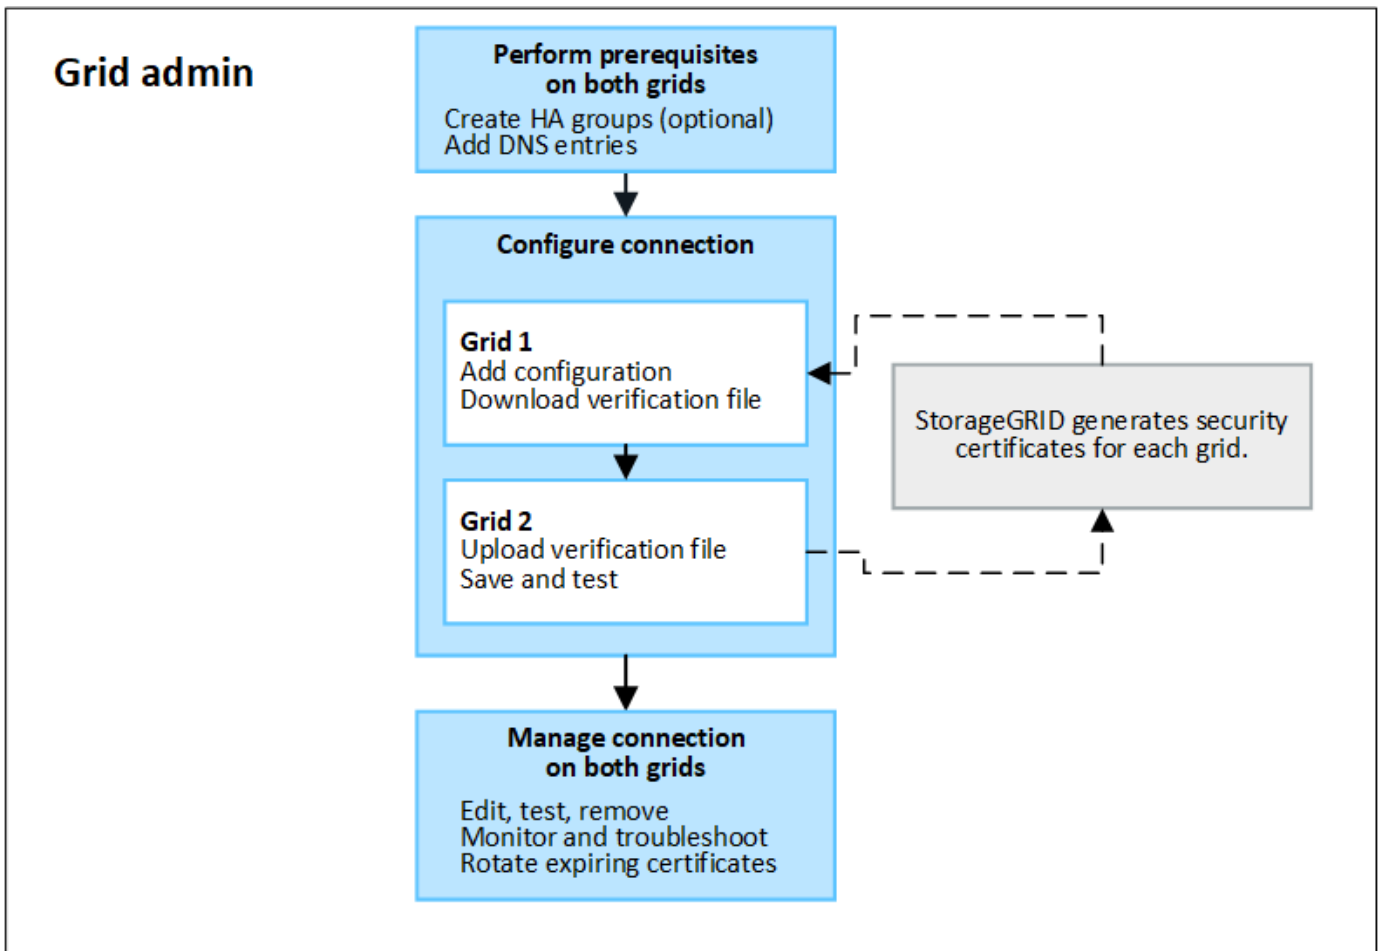 Grid admin
Perform prerequisites
on both grids
Create HA groups (optional)
Add DNS entries
Configure connection
Grid 1
Add configuration
Download verification file
StorageGRID generates security
certificates for each grid.
Grid 2
Upload verification file
Save and test
Manage connection
on both grids
Edit, test, remove
Monitor and troubleshoot
Rotate expiring certificates